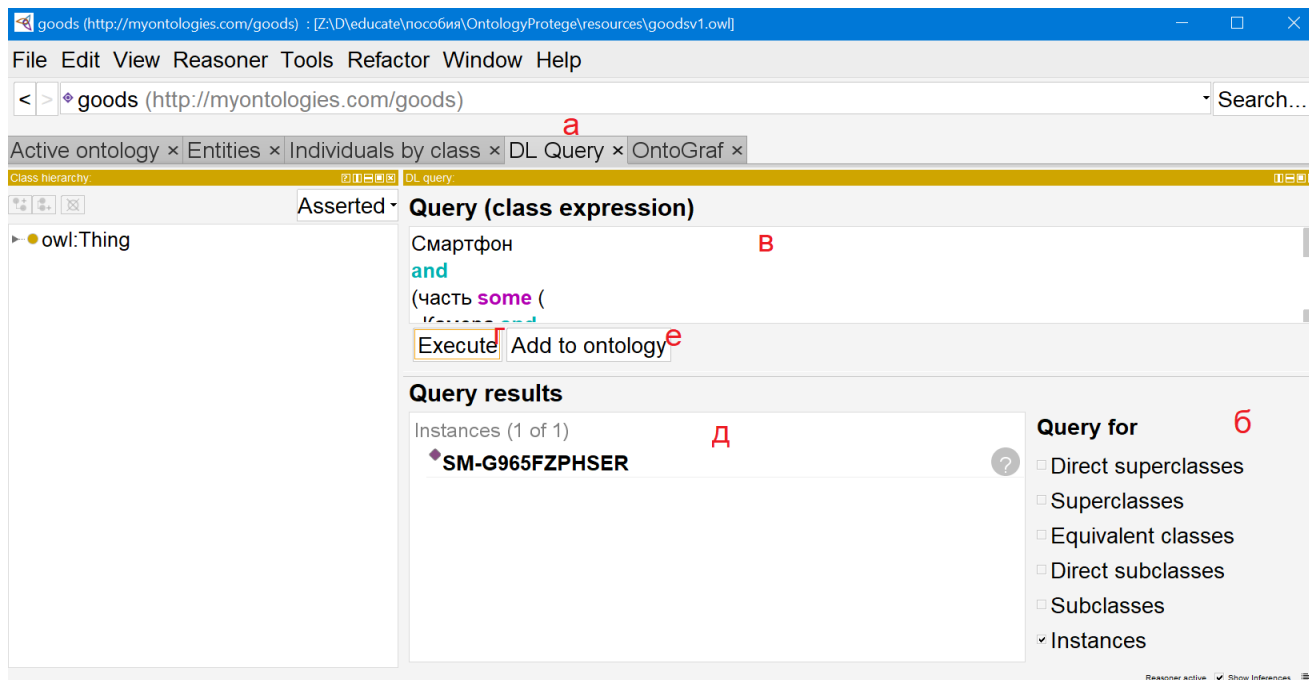 goods (http://myontologies.com/goods) : [Z:\D\educate\пособия\OntologyProtege\resources\goodsv1.owl]
File Edit View Reasoner Tools Refactor Window Help
< > goods (http://myontologies.com/goods) Search...
а
Active ontology × Entities × Individuals by class × DL Query × OntoGraf ×
Class hierarchy: DL query:
Asserted Query (class expression)
owl:Thing
Смартфон в
and
(часть some (
Камера and
Execute г Add to ontology е
Query results
Instances (1 of 1) д
SM-G965FZPHSER ?
Query for б
Direct superclasses
Superclasses
Equivalent classes
Direct subclasses
Subclasses
Instances
Reasoner active Show Inferences